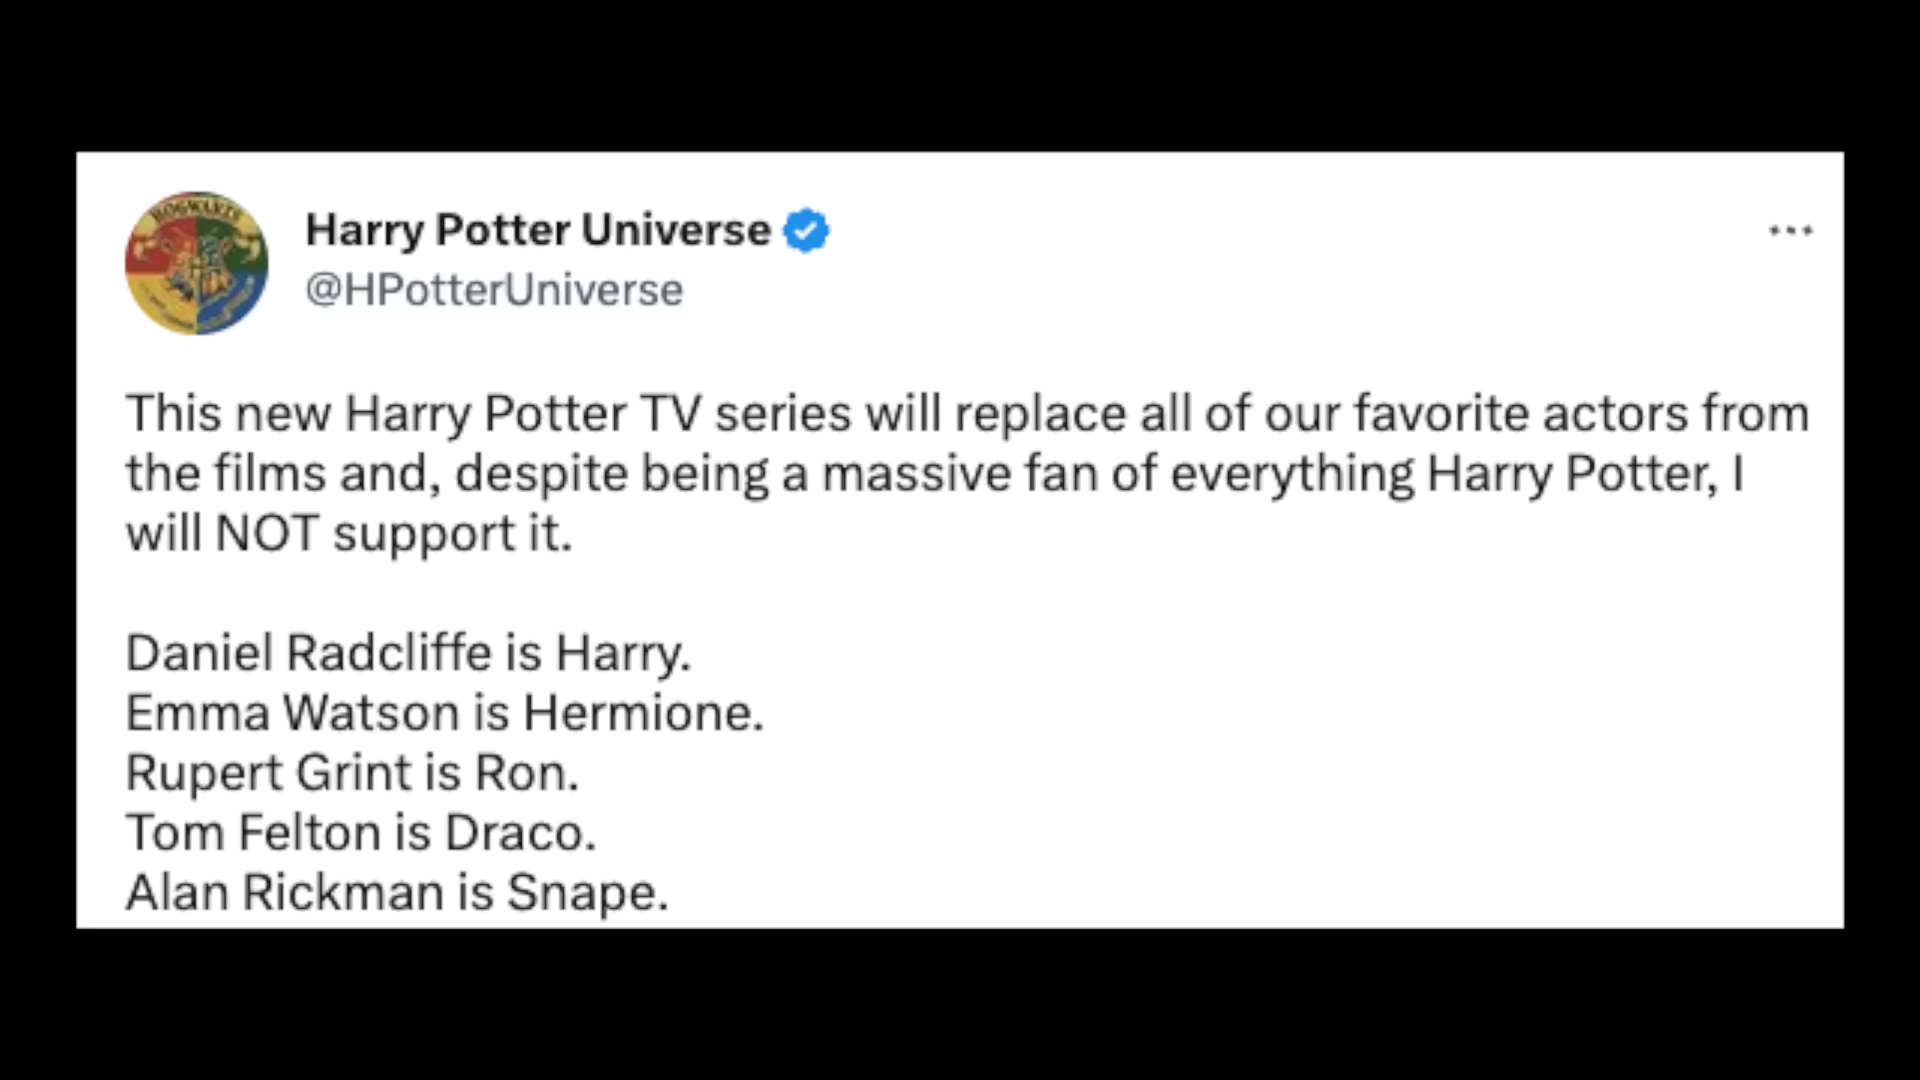 HOGWARTS
Harry Potter Universe
@HPotterUniverse
This new Harry Potter TV series will replace all of our favorite actors from
the films and, despite being a massive fan of everything Harry Potter, I
will NOT support it.
Daniel Radcliffe is Harry.
Emma Watson is Hermione.
Rupert Grint is Ron.
Tom Felton is Draco.
Alan Rickman is Snape.